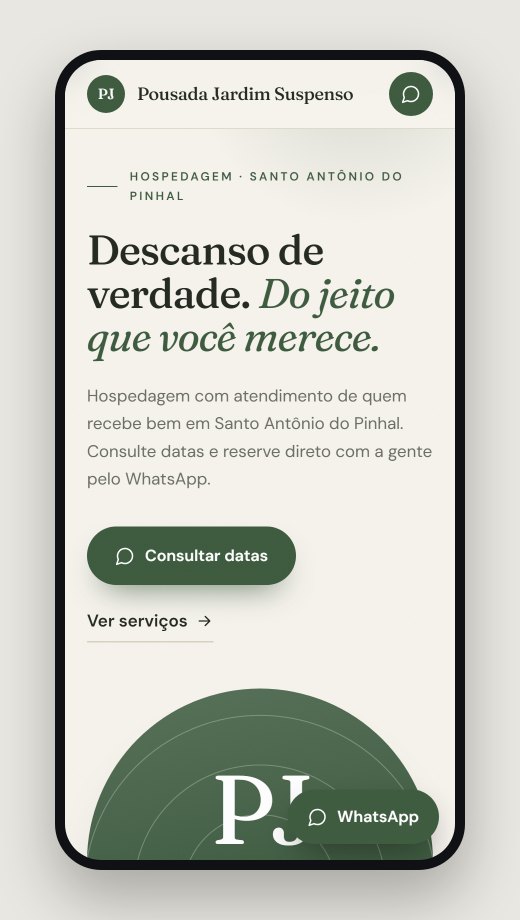 PJ Pousada Jardim Suspenso
HOSPEDAGEM · SANTO ANTÔNIO DO
PINHAL
Descanso de
verdade. Do jeito
que você merece.
Hospedagem com atendimento de quem
recebe bem em Santo Antônio do Pinhal.
Consulte datas e reserve direto com a gente
pelo WhatsApp.
Consultar datas
Ver serviços →
PJ
WhatsApp